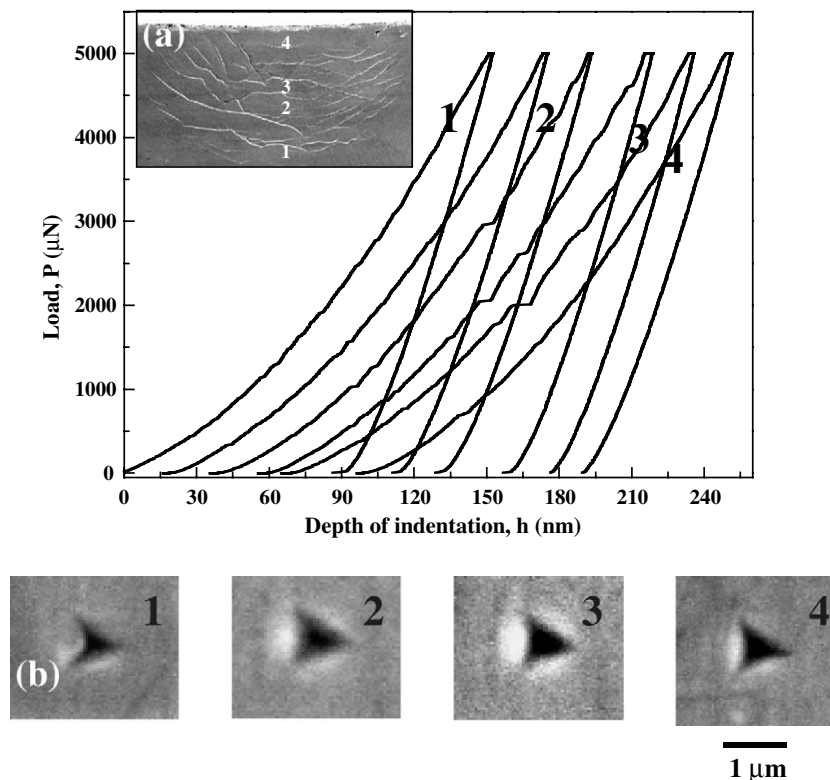 (a)
4
3
2
1
5000
4000
3000
2000
1000
0
Load, P (μN)
1
2
3
4
0 30 60 90 120 150 180 210 240
Depth of indentation, h (nm)
1 2 3 4
(b)
1 μm